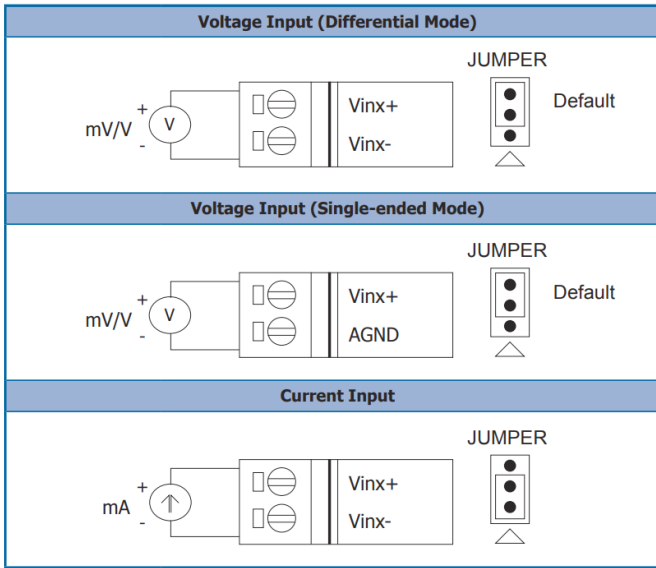 Voltage Input (Differential Mode)
JUMPER
+
mV/V
-
V
Vinx+
Vinx-
Default
Voltage Input (Single-ended Mode)
JUMPER
+
mV/V
-
V
Vinx+
AGND
Default
Current Input
JUMPER
+
mA
-
Vinx+
Vinx-